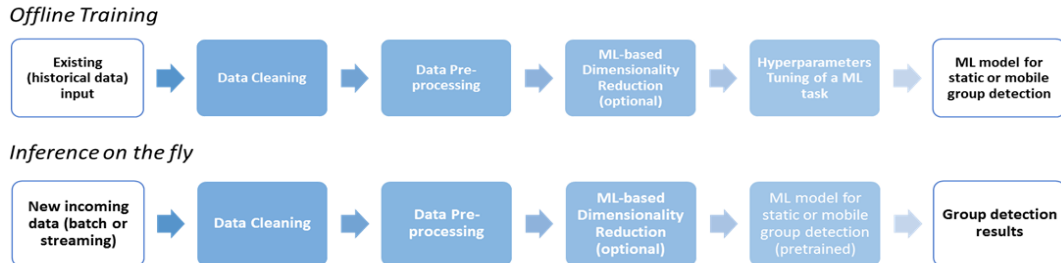 Offline Training
Existing
(historical data)
input
Data Cleaning
Data Pre-
processing
ML-based
Dimensionality
Reduction
(optional)
Hyperparameters
Tuning of a ML
task
ML model for
static or mobile
group detection
Inference on the fly
New incoming
data (batch or
streaming)
Data Cleaning
Data Pre-
processing
ML-based
Dimensionality
Reduction
(optional)
ML model for
static or mobile
group detection
(pretrained)
Group detection
results